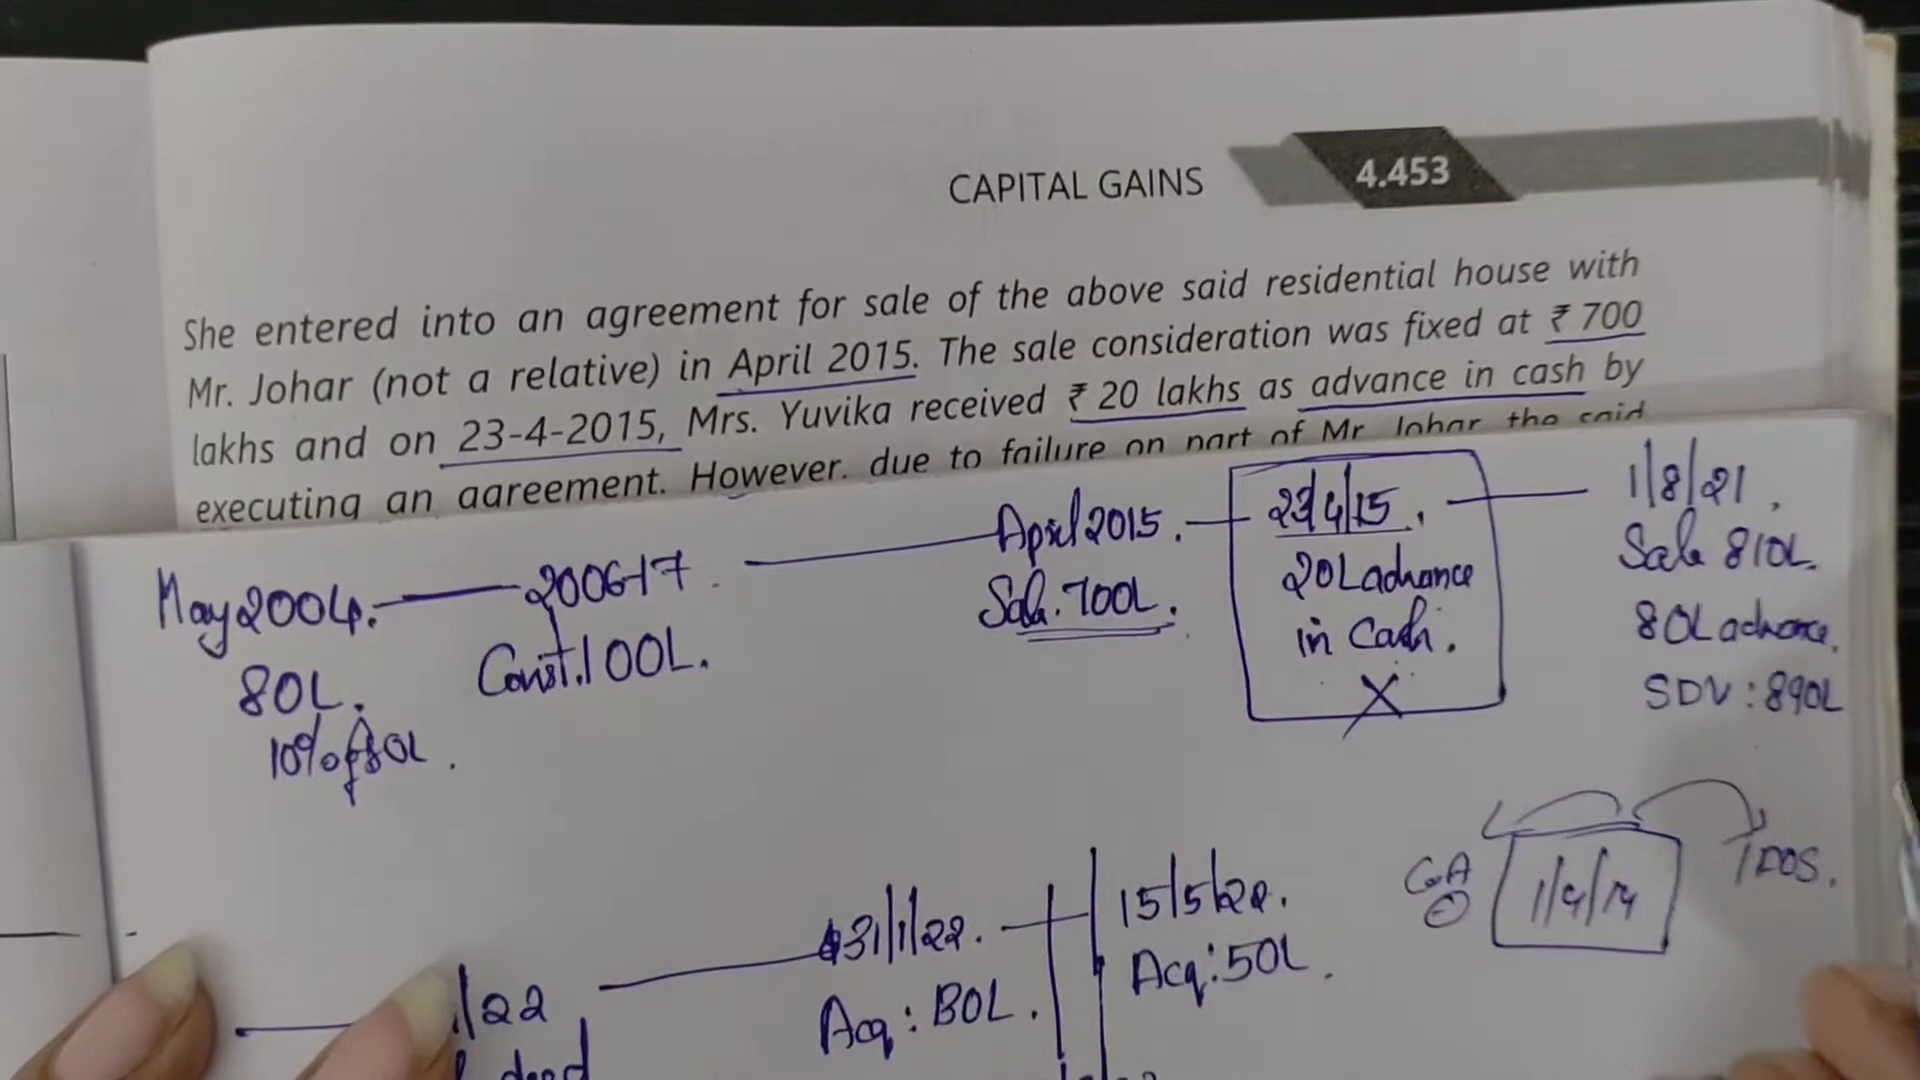 CAPITAL GAINS
4.453
She entered into an agreement for sale of the above said residential house with
Mr. Johar (not a relative) in April 2015. The sale consideration was fixed at ₹ 700
lakhs and on 23-4-2015, Mrs. Yuvika received ₹ 20 lakhs as advance in cash by
executing an agreement. However, due to failure on part of Mr. Johar, the said
May 2004. 2006-17 April 2015. 23/4/15. 1/8/21.
80L. Const. 100L. Sale. 700L. 20L advance Sale 810L.
10% of 80L. in Cash. 80L advance.
X SDV : 890L
CoA 1/4/14 DOS.
/22 31/1/22. 15/5/22.
deed Acq : 80L. Acq : 50L.